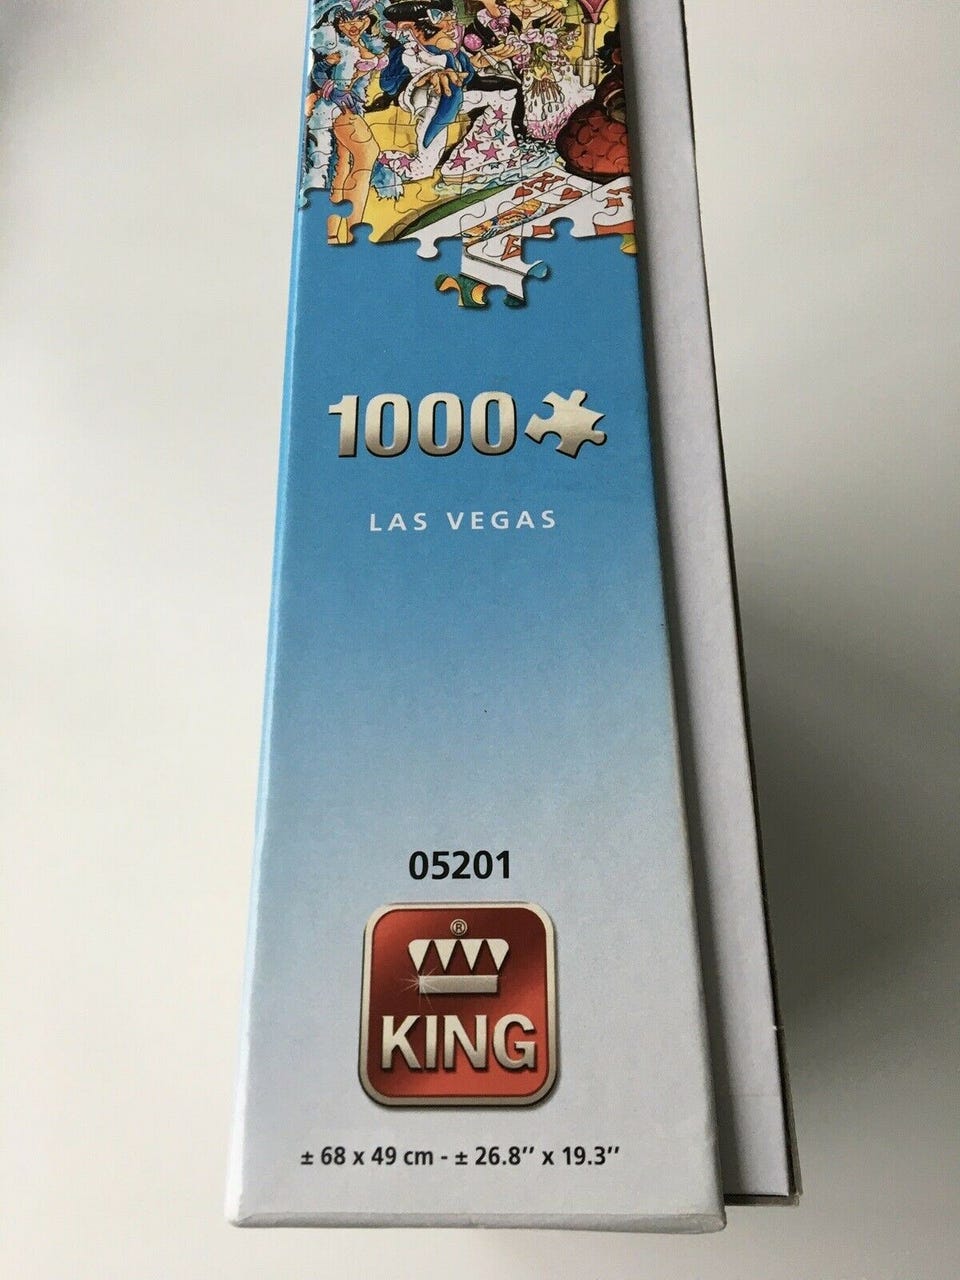 1000
LAS VEGAS
05201
®
KING
± 68 x 49 cm - ± 26.8’’ x 19.3’’